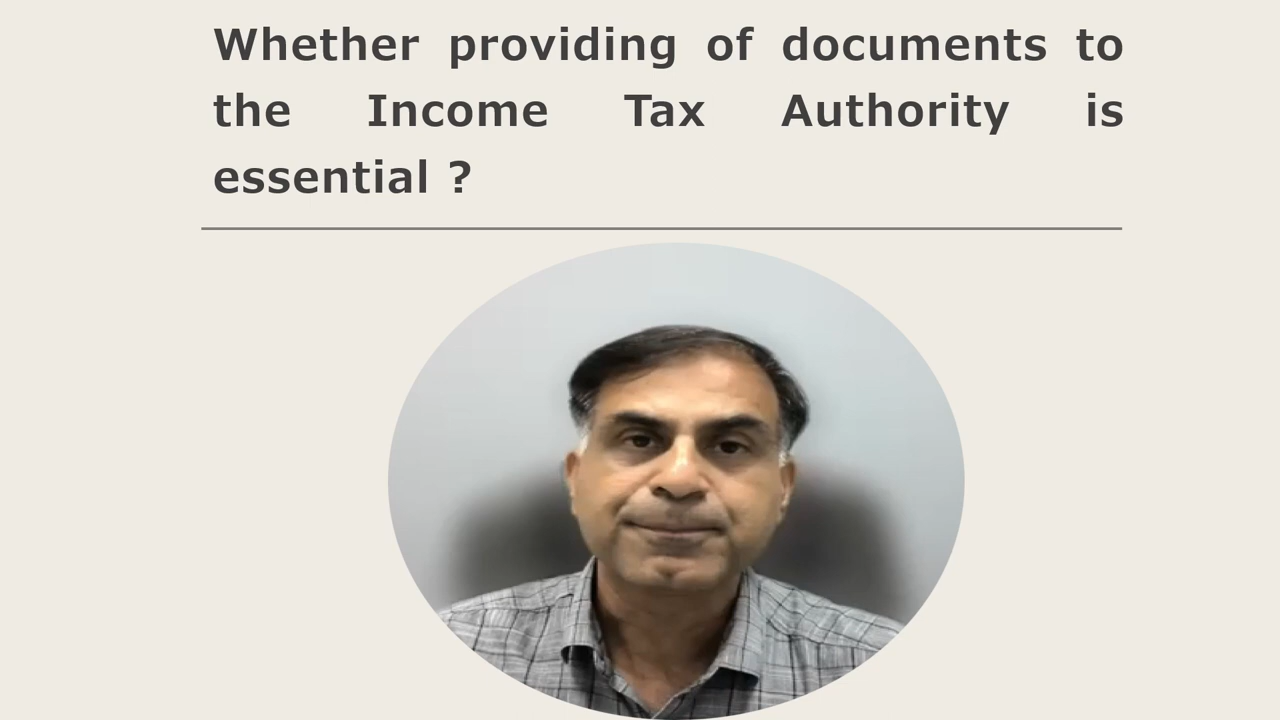 Whether providing of documents to
the Income Tax Authority is
essential ?